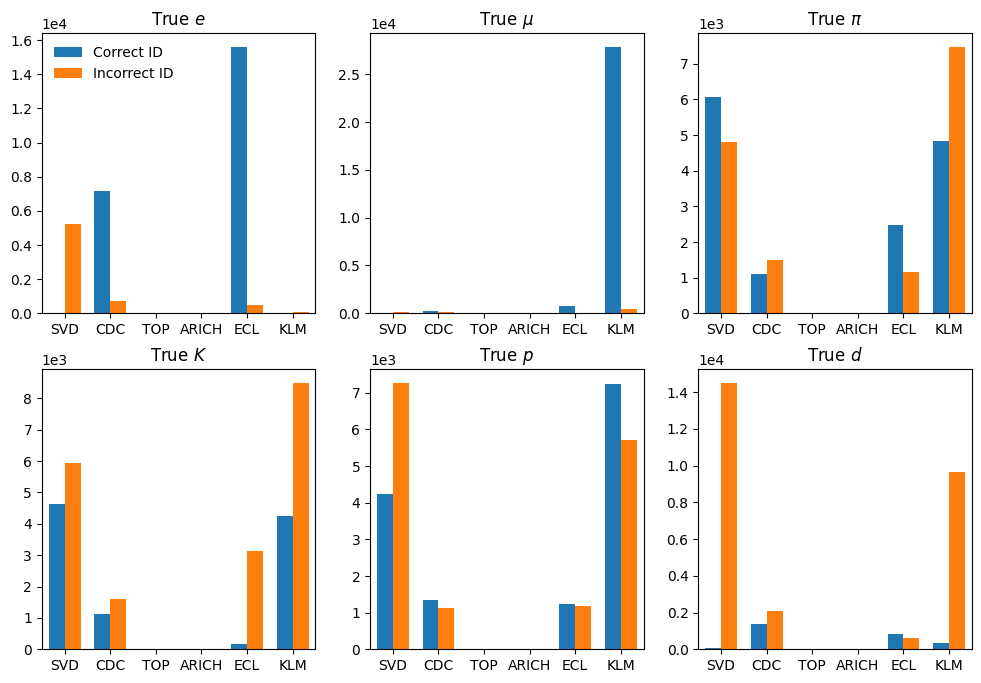 True e
1e4
1.6
1.4
1.2
1.0
0.8
0.6
0.4
0.2
0.0
Correct ID
Incorrect ID
SVD CDC TOP ARICH ECL KLM
True μ
1e4
2.5
2.0
1.5
1.0
0.5
0.0
SVD CDC TOP ARICH ECL KLM
True π
1e3
7
6
5
4
3
2
1
0
SVD CDC TOP ARICH ECL KLM
True K
1e3
8
7
6
5
4
3
2
1
0
SVD CDC TOP ARICH ECL KLM
True p
1e3
7
6
5
4
3
2
1
0
SVD CDC TOP ARICH ECL KLM
True d
1e4
1.4
1.2
1.0
0.8
0.6
0.4
0.2
0.0
SVD CDC TOP ARICH ECL KLM